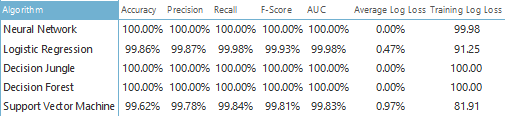 Algorithm Accuracy Precision Recall F-Score AUC Average Log Loss Training Log Loss
Neural Network 100.00% 100.00% 100.00% 100.00% 100.00% 0.00% 99.98
Logistic Regression 99.86% 99.87% 99.98% 99.93% 99.98% 0.47% 91.25
Decision Jungle 100.00% 100.00% 100.00% 100.00% 100.00% 0.00% 100.00
Decision Forest 100.00% 100.00% 100.00% 100.00% 100.00% 0.00% 100.00
Support Vector Machine 99.62% 99.78% 99.84% 99.81% 99.83% 0.97% 81.91